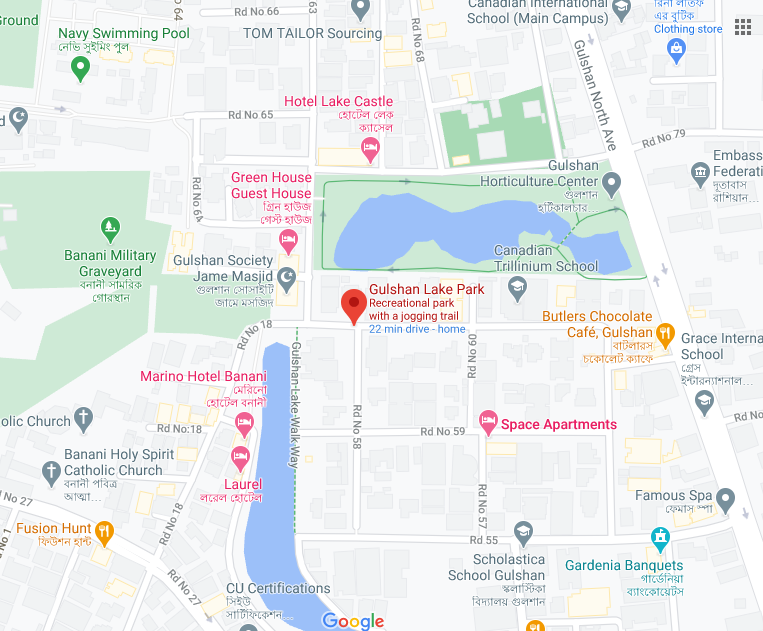 Ground
Rd No 66
64
63
TOM TAILOR Sourcing
Rd No 68
Canadian International
School (Main Campus)
এর বুটিক
Clothing store
Navy Swimming Pool
নেভি সুইমিং পুল
Gulshan North Ave
Hotel Lake Castle
হোটেল লেক
ক্যাসেল
Rd No 65
Rd No 79
Rd No 64
Green House
Guest House
গ্রিন হাউজ
গেস্ট হাউজ
Gulshan
Horticulture Center
গুলশান
হর্টিকালচার...
Embass
Federati
দূতাবাস
রাশিয়ান...
Banani Military
Graveyard
বনানী সামরিক
গোরস্থান
Gulshan Society
Jame Masjid
গুলশান সোসাইটি
জামে মসজিদ
Canadian
Trillinium School
Gulshan Lake Park
Recreational park
with a jogging trail
22 min drive - home
Butlers Chocolate
Café, Gulshan
বাটলারস
চকোলেট ক্যাফে
Rd No 18
Rd No 60
Grace Interna
School
গ্রেস
ইন্টারন্যাশনাল...
Gulshan-Lake-Walk Way
Marino Hotel Banani
মেরিনো
হোটেল বনানী
olic Church
Rd No:18
Rd No 58
Rd No 59
Space Apartments
Rd No
Banani Holy Spirit
Catholic Church
বনানী পবিত্র
আত্মা...
Laurel
লরেল হোটেল
Rd No 57
Famous Spa
ফেমাস স্পা
No 27
Rd No 18
Fusion Hunt
ফিউশন হান্ট
Rd 55
Scholastica
School Gulshan
স্কলাস্টিকা
বিদ্যালয় গুলশান
Gardenia Banquets
গার্ডেনিয়া
ব্যাংকোয়েটস
Rd No 27
CU Certifications
সিইউ
সার্টিফিকেশন...
Google